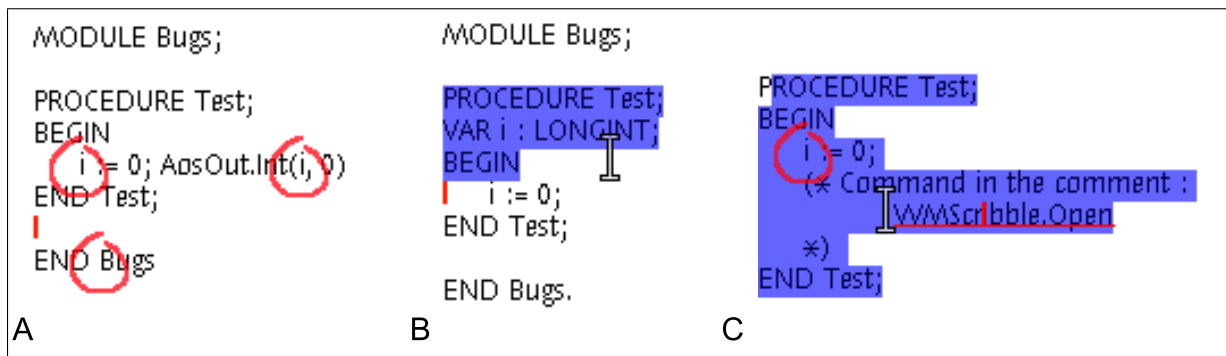 MODULE Bugs;
PROCEDURE Test;
BEGIN
i := 0; AosOut.Int(i, 0)
END Test;
END Bugs
A
MODULE Bugs;
PROCEDURE Test;
VAR i : LONGINT;
BEGIN
i := 0;
END Test;
END Bugs.
B
PROCEDURE Test;
BEGIN
i := 0;
(* Command in the comment :
WMScribble.Open
*)
END Test;
C